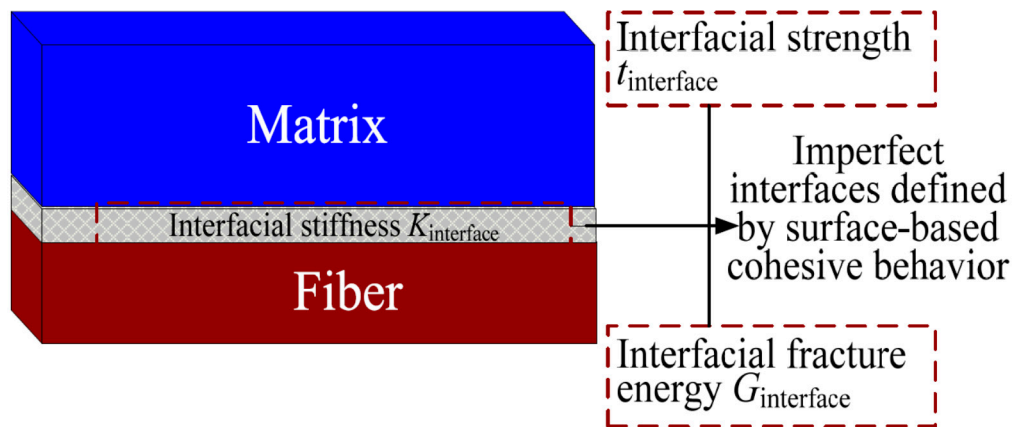 Matrix
Interfacial stiffness Kinterface
Fiber
Interfacial strength
tinterface
Imperfect
interfaces defined
by surface-based
cohesive behavior
Interfacial fracture
energy Ginterface